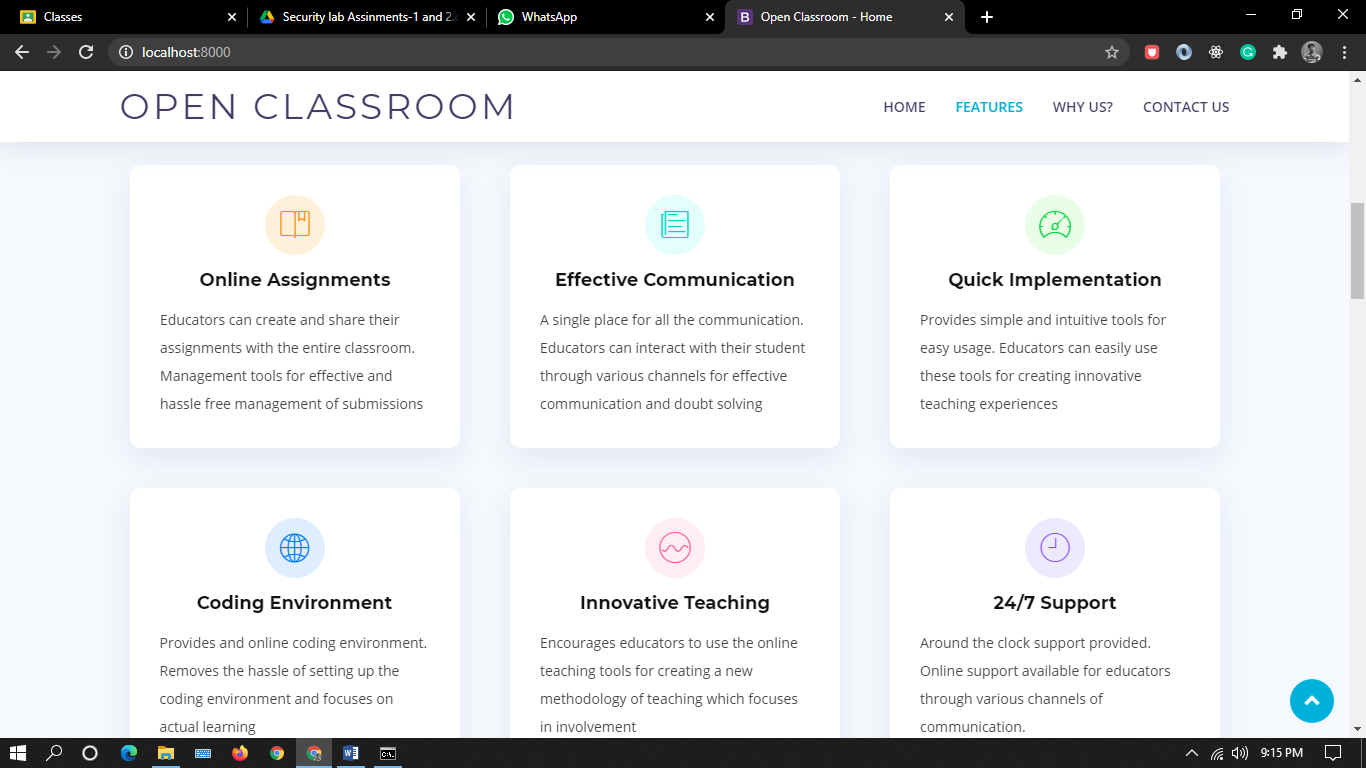 Classes
Security lab Assinments-1 and 2.
WhatsApp
Open Classroom - Home
localhost:8000
OPEN CLASSROOM
HOME
FEATURES
WHY US?
CONTACT US
Online Assignments
Educators can create and share their
assignments with the entire classroom.
Management tools for effective and
hassle free management of submissions
Effective Communication
A single place for all the communication.
Educators can interact with their student
through various channels for effective
communication and doubt solving
Quick Implementation
Provides simple and intuitive tools for
easy usage. Educators can easily use
these tools for creating innovative
teaching experiences
Coding Environment
Provides and online coding environment.
Removes the hassle of setting up the
coding environment and focuses on
actual learning
Innovative Teaching
Encourages educators to use the online
teaching tools for creating a new
methodology of teaching which focuses
in involvement
24/7 Support
Around the clock support provided.
Online support available for educators
through various channels of
communication.
9:15 PM